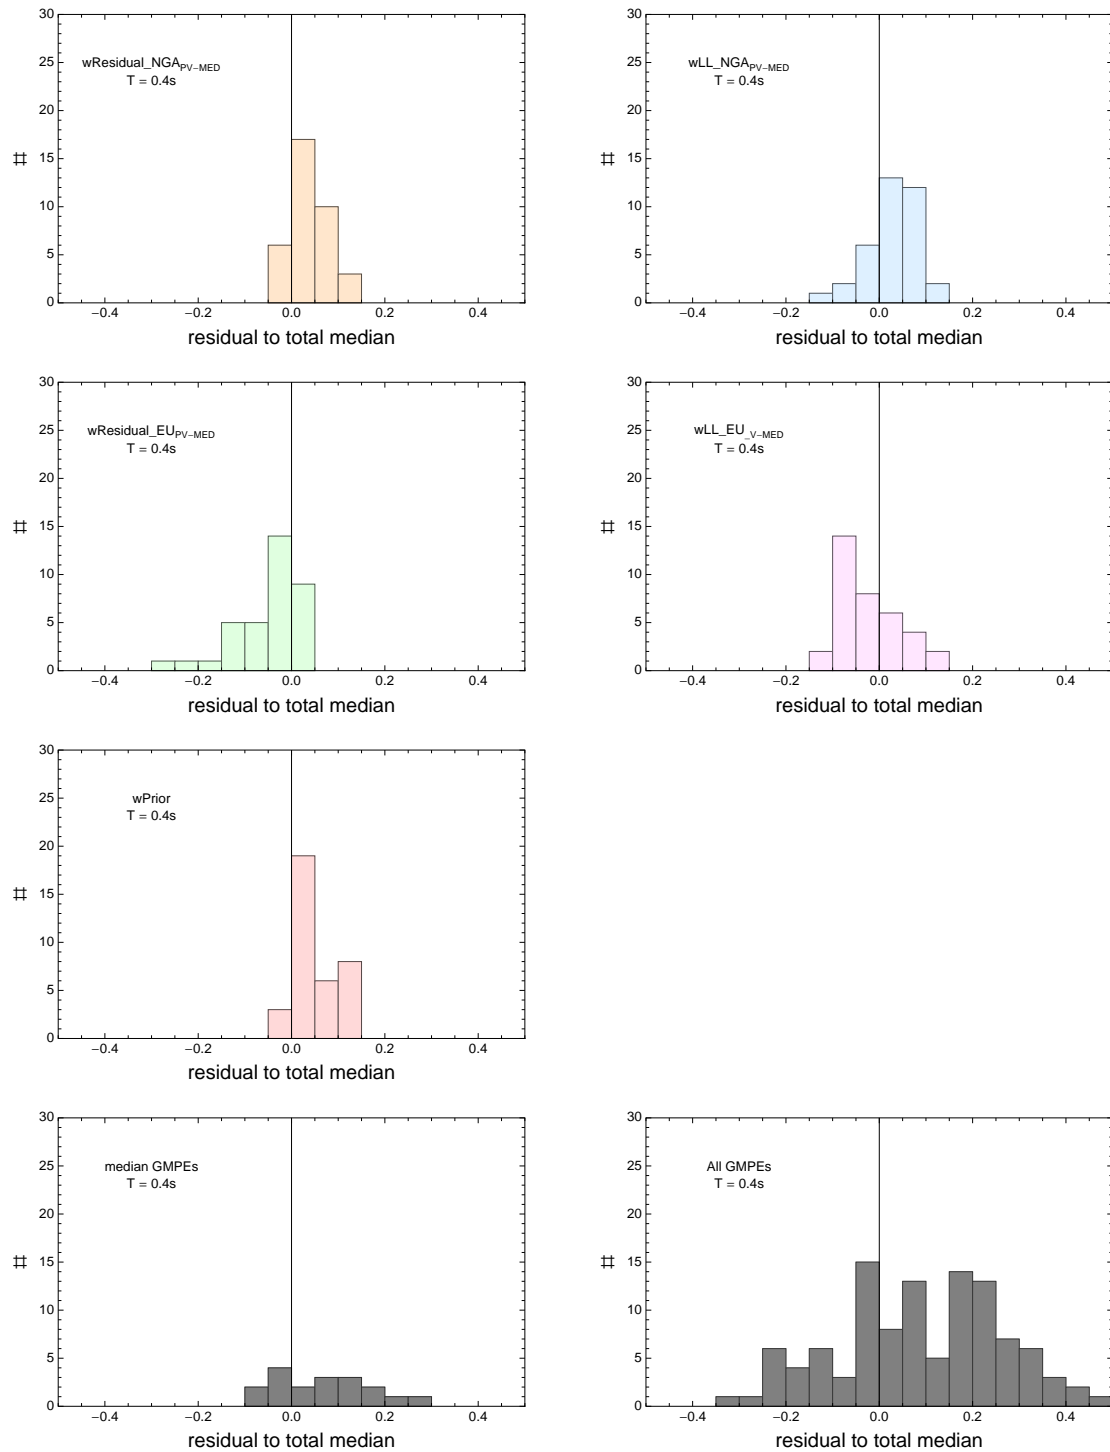 30
25
20
15
10
5
0
#
wResidual_NGA_PV−MED
T = 0.4s
−0.4 −0.2 0.0 0.2 0.4
residual to total median
30
25
20
15
10
5
0
#
wLL_NGA_PV−MED
T = 0.4s
−0.4 −0.2 0.0 0.2 0.4
residual to total median
30
25
20
15
10
5
0
#
wResidual_EU_PV−MED
T = 0.4s
−0.4 −0.2 0.0 0.2 0.4
residual to total median
30
25
20
15
10
5
0
#
wLL_EU_V−MED
T = 0.4s
−0.4 −0.2 0.0 0.2 0.4
residual to total median
30
25
20
15
10
5
0
#
wPrior
T = 0.4s
−0.4 −0.2 0.0 0.2 0.4
residual to total median
30
25
20
15
10
5
0
#
median GMPEs
T = 0.4s
−0.4 −0.2 0.0 0.2 0.4
residual to total median
30
25
20
15
10
5
0
#
All GMPEs
T = 0.4s
−0.4 −0.2 0.0 0.2 0.4
residual to total median